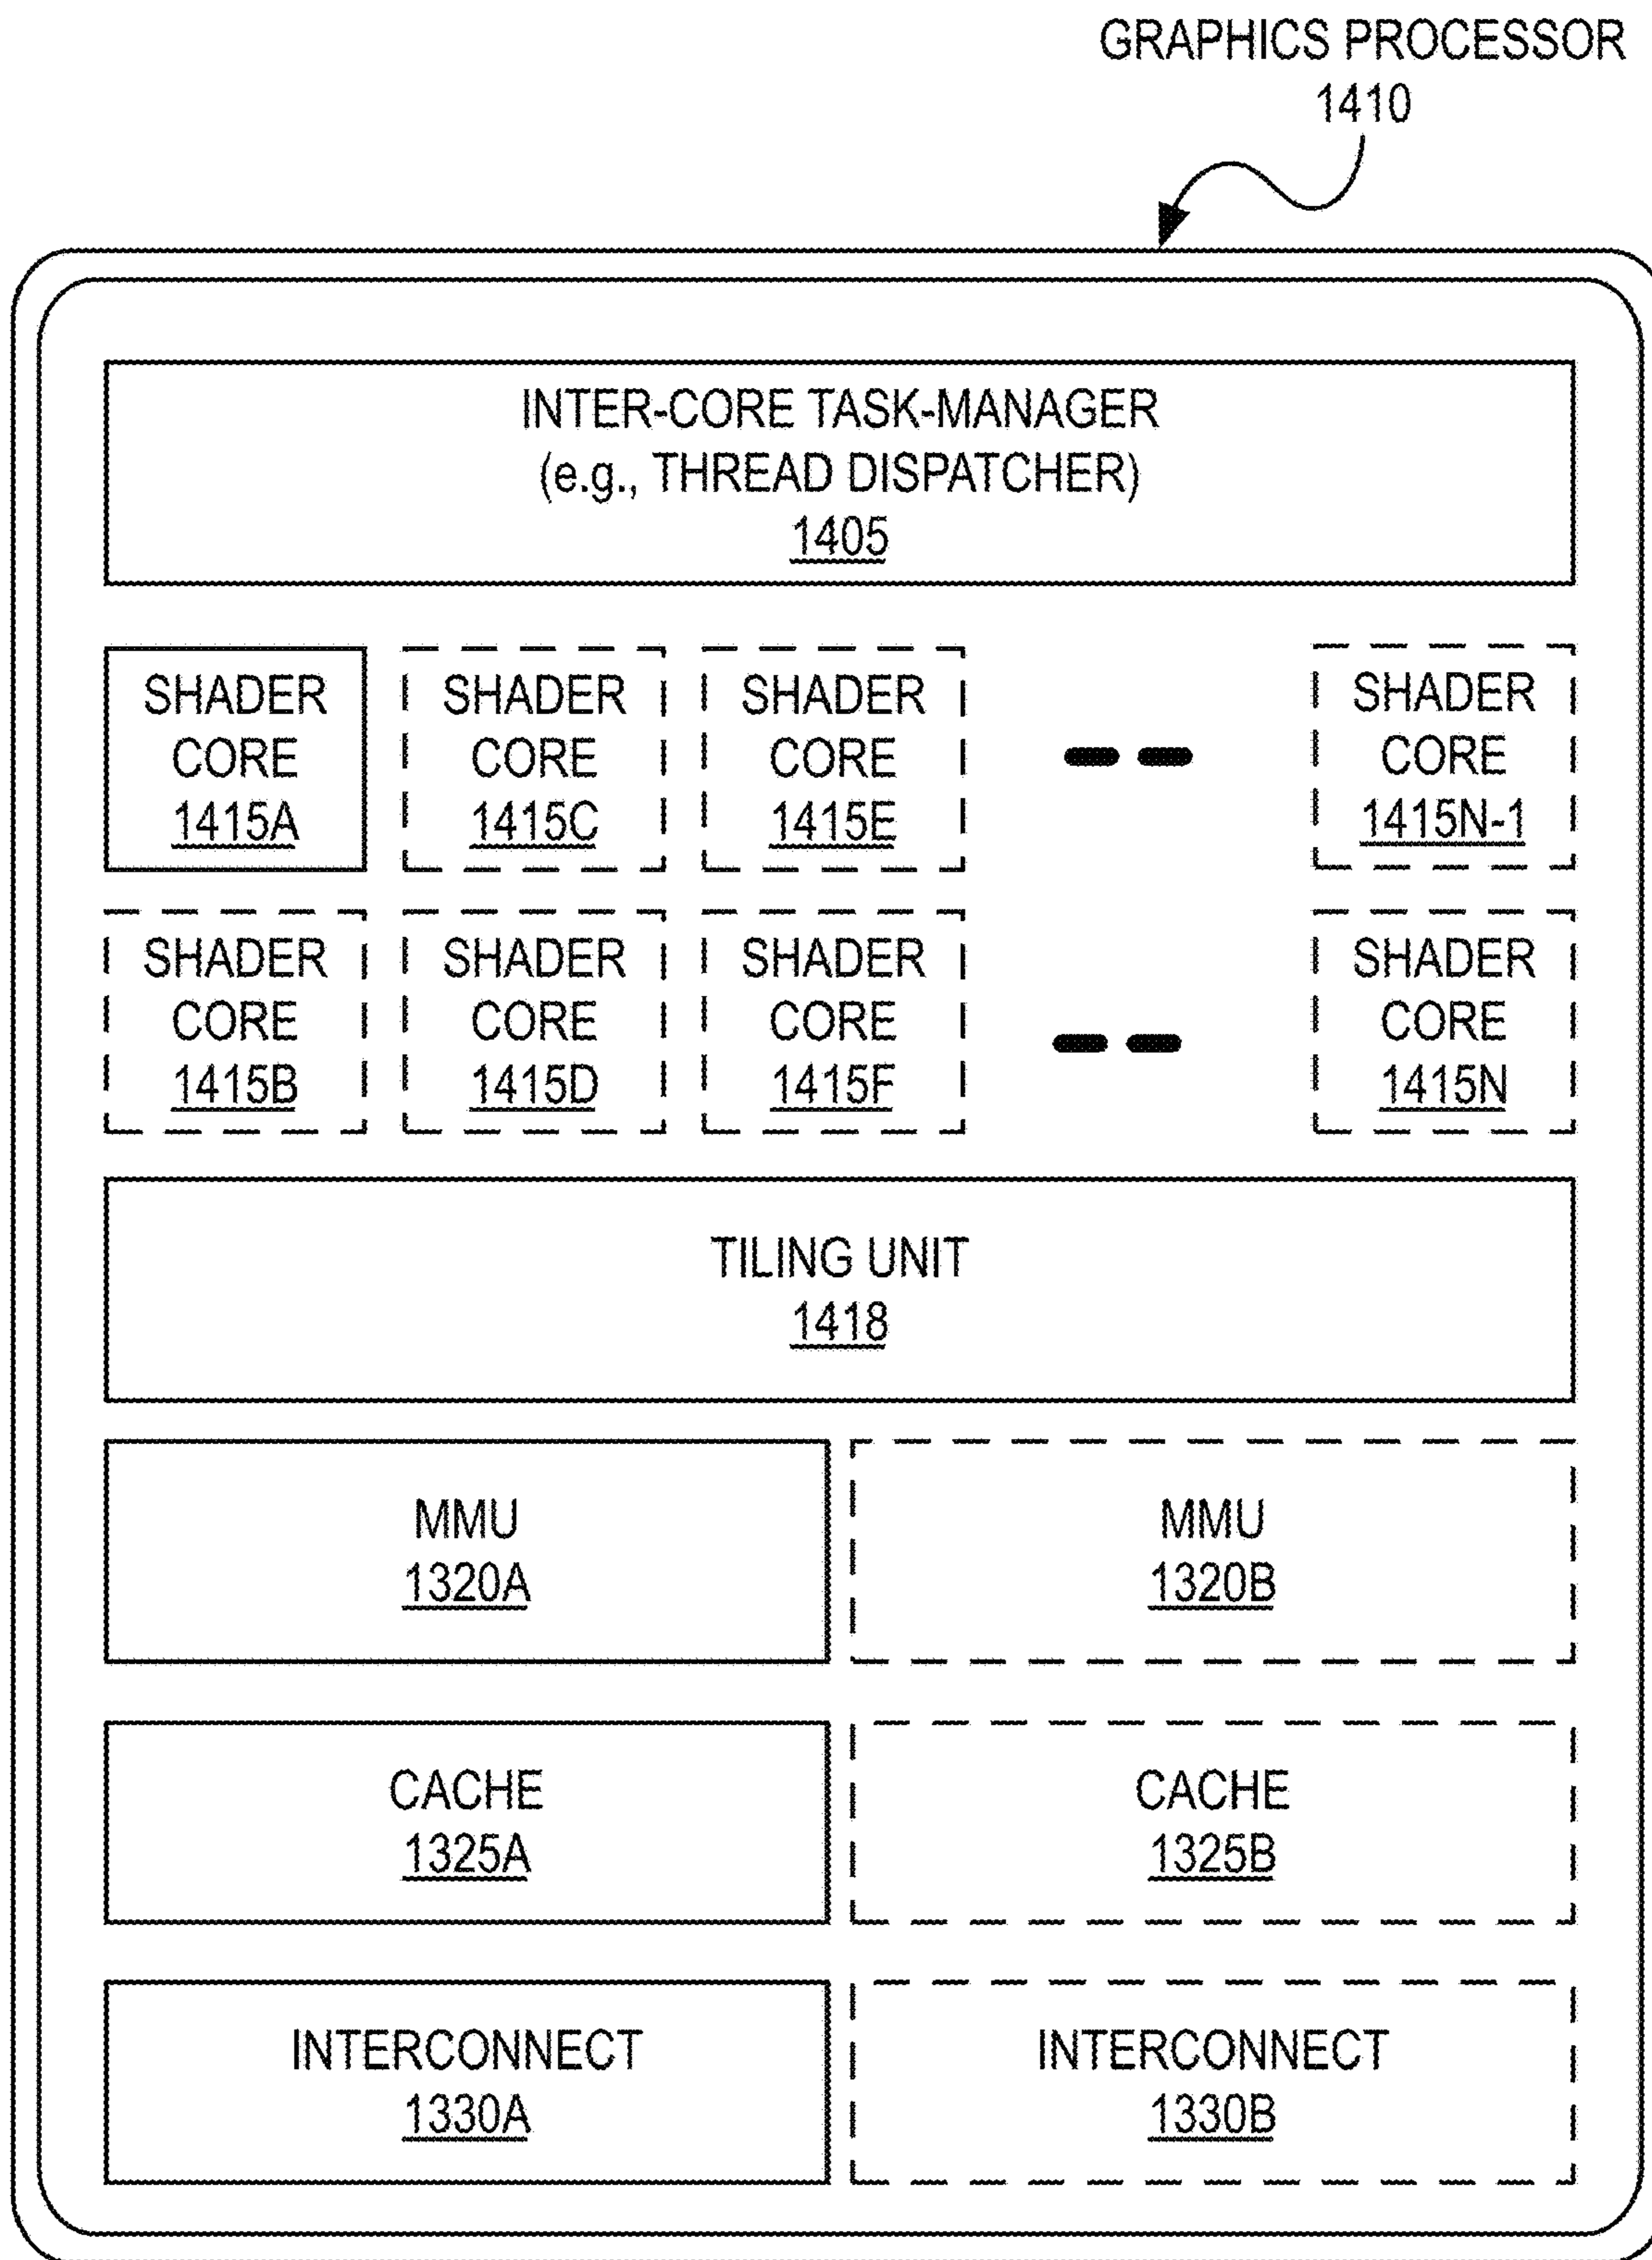 GRAPHICS PROCESSOR
1410
INTER-CORE TASK-MANAGER
(e.g., THREAD DISPATCHER)
1405
SHADER
CORE
1415A
SHADER
CORE
1415C
SHADER
CORE
1415E
SHADER
CORE
1415N-1
SHADER
CORE
1415B
SHADER
CORE
1415D
SHADER
CORE
1415F
SHADER
CORE
1415N
TILING UNIT
1418
MMU
1320A
MMU
1320B
CACHE
1325A
CACHE
1325B
INTERCONNECT
1330A
INTERCONNECT
1330B